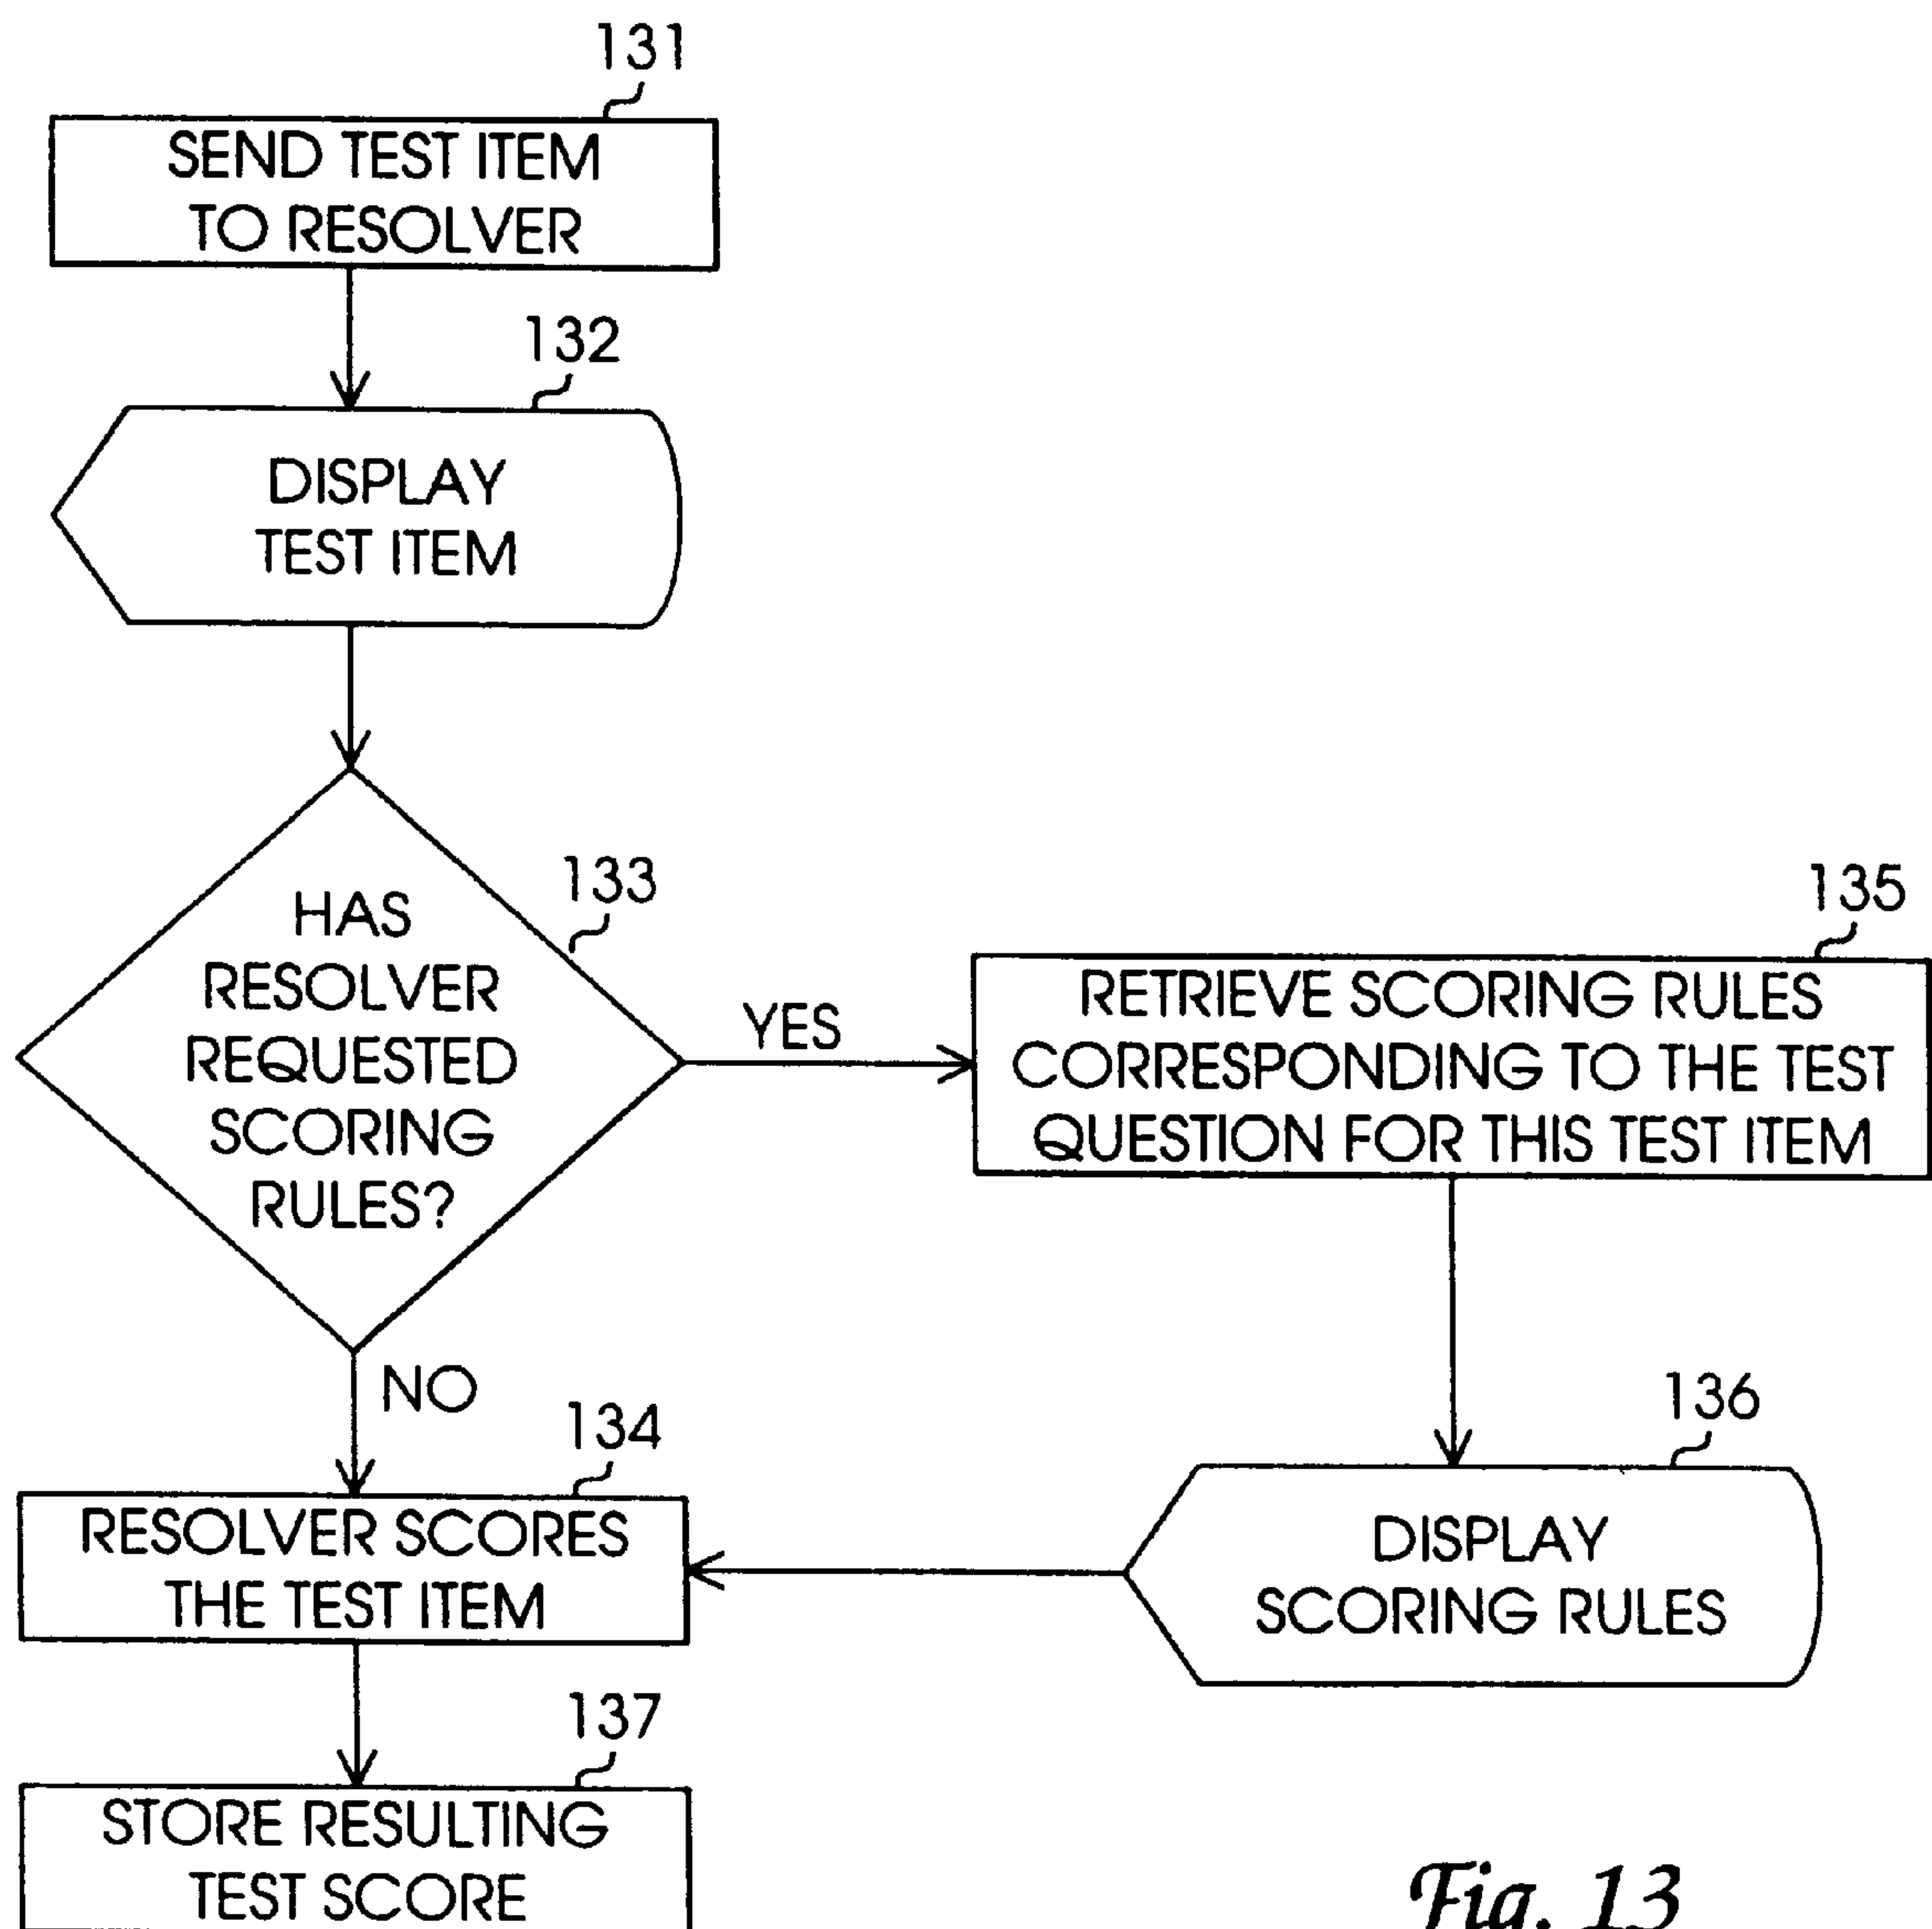 131
SEND TEST ITEM
TO RESOLVER
132
DISPLAY
TEST ITEM
133
HAS
RESOLVER
REQUESTED
SCORING
RULES?
YES
135
RETRIEVE SCORING RULES
CORRESPONDING TO THE TEST
QUESTION FOR THIS TEST ITEM
NO
134
RESOLVER SCORES
THE TEST ITEM
136
DISPLAY
SCORING RULES
137
STORE RESULTING
TEST SCORE
Fig. 13